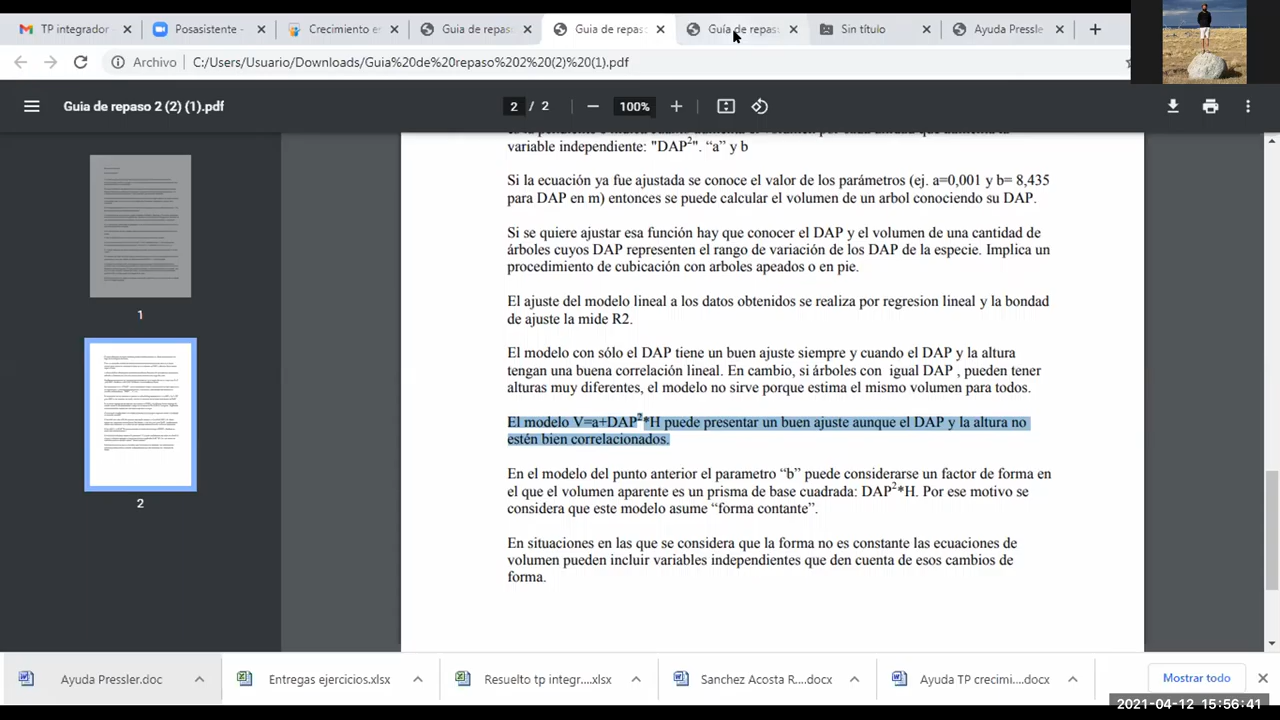 TP integrador
Posasistente -
Crecimiento e
Guia de repa
Guia de repas
Guía de repas
Sin título
Ayuda Pressle
Archivo | C:/Users/Usuario/Downloads/Guia%20de%20repaso%202%20(2)%20(1).pdf
Guia de repaso 2 (2) (1).pdf
2 / 2
100%
variable independiente: "DAP2". “a” y b
Si la ecuación ya fue ajustada se conoce el valor de los parámetros (ej. a=0,001 y b= 8,435
para DAP en m) entonces se puede calcular el volumen de un arbol conociendo su DAP.
Si se quiere ajustar esa función hay que conocer el DAP y el volumen de una cantidad de
árboles cuyos DAP representen el rango de variación de los DAP de la especie. Implica un
procedimiento de cubicación con arboles apeados o en pie.
El ajuste del modelo lineal a los datos obtenidos se realiza por regresion lineal y la bondad
de ajuste la mide R2.
El modelo con sólo el DAP tiene un buen ajuste siempre y cuando el DAP y la altura
tengan una buena correlación lineal. En cambio, si árboles con igual DAP , pueden tener
alturas muy diferentes, el modelo no sirve porque estima el mismo volumen para todos.
El modelo V=a+DAP2*H puede presentar un buen ajuste aunque el DAP y la altura no
estén bien correlacionados.
En el modelo del punto anterior el parametro “b” puede considerarse un factor de forma en
el que el volumen aparente es un prisma de base cuadrada: DAP2*H. Por ese motivo se
considera que este modelo asume “forma contante”.
En situaciones en las que se considera que la forma no es constante las ecuaciones de
volumen pueden incluir variables independientes que den cuenta de esos cambios de
forma.
1
2
Ayuda Pressler.doc
Entregas ejercicios.xlsx
Resuelto tp integr....xlsx
Sanchez Acosta R....docx
Ayuda TP crecimi....docx
Mostrar todo
2021-04-12 15:56:41